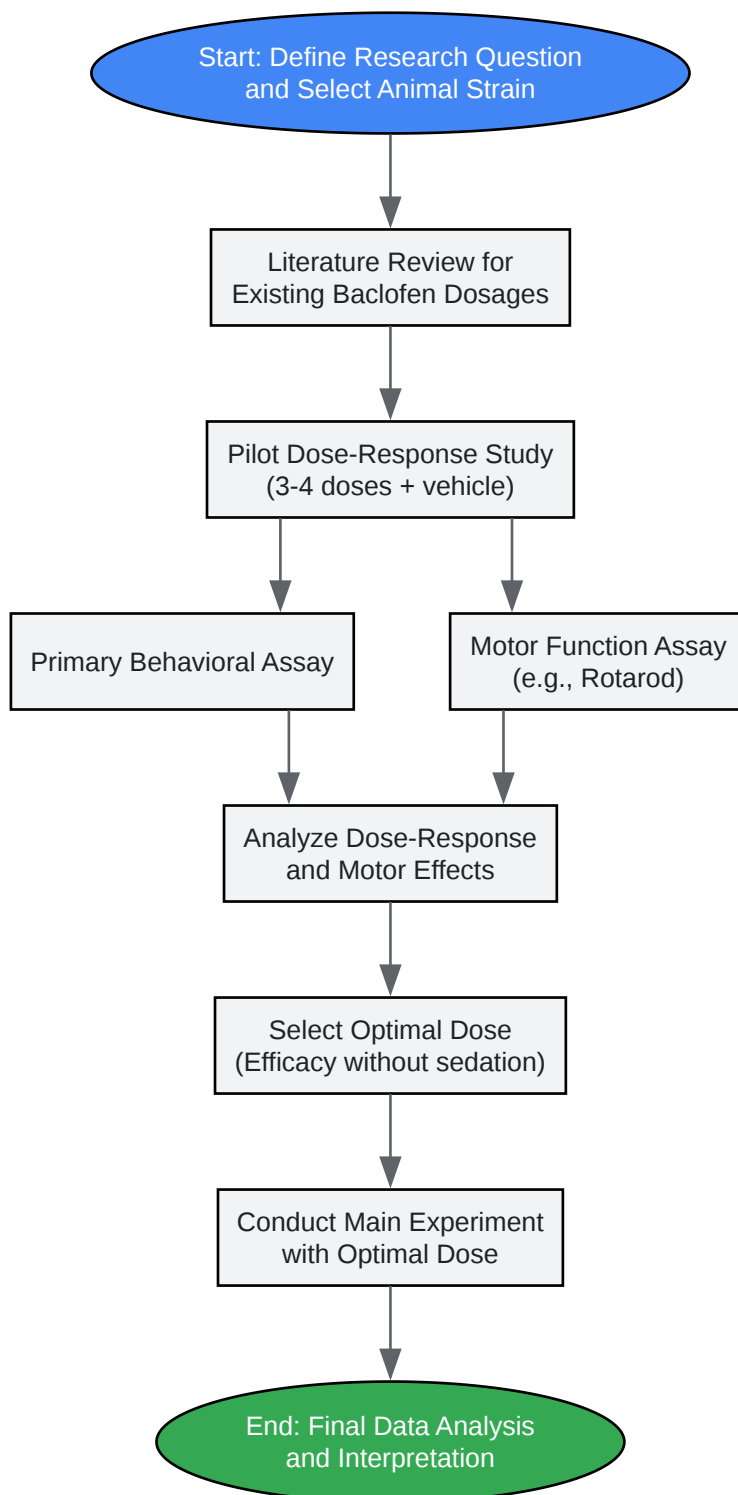 Start: Define Research Question
and Select Animal Strain
Literature Review for
Existing Baclofen Dosages
Pilot Dose-Response Study
(3-4 doses + vehicle)
Primary Behavioral Assay
Motor Function Assay
(e.g., Rotarod)
Analyze Dose-Response
and Motor Effects
Select Optimal Dose
(Efficacy without sedation)
Conduct Main Experiment
with Optimal Dose
End: Final Data Analysis
and Interpretation